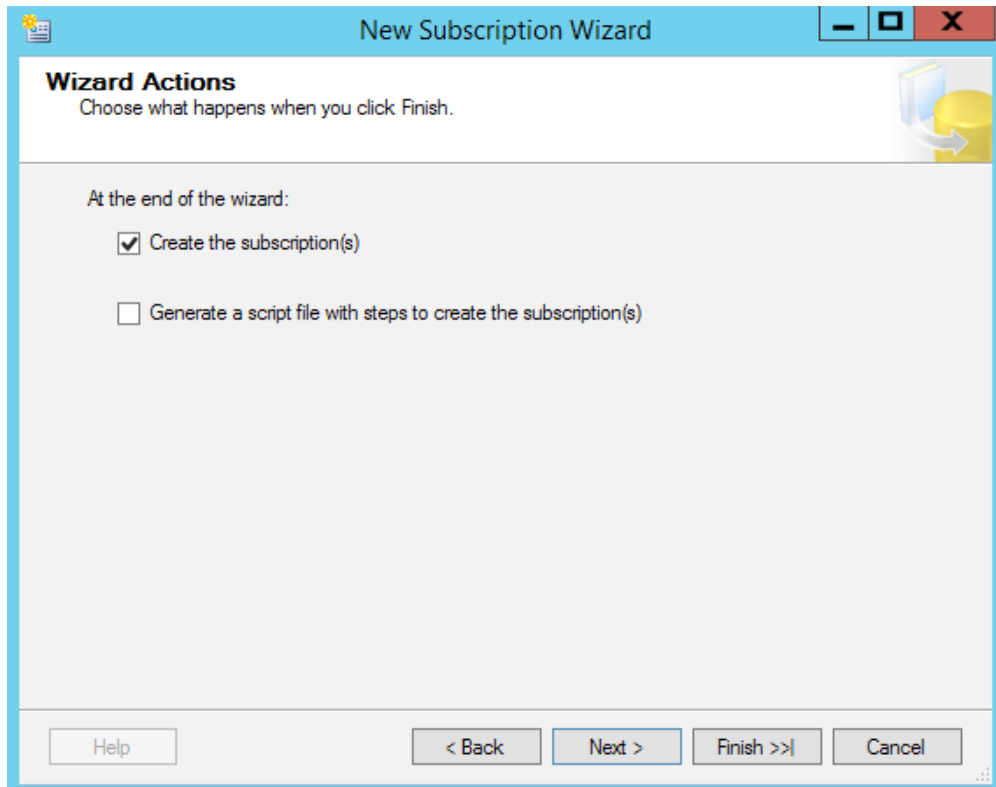 New Subscription Wizard
Wizard Actions
Choose what happens when you click Finish.
At the end of the wizard:
Create the subscription(s)
Generate a script file with steps to create the subscription(s)
Help
< Back
Next >
Finish >>|
Cancel